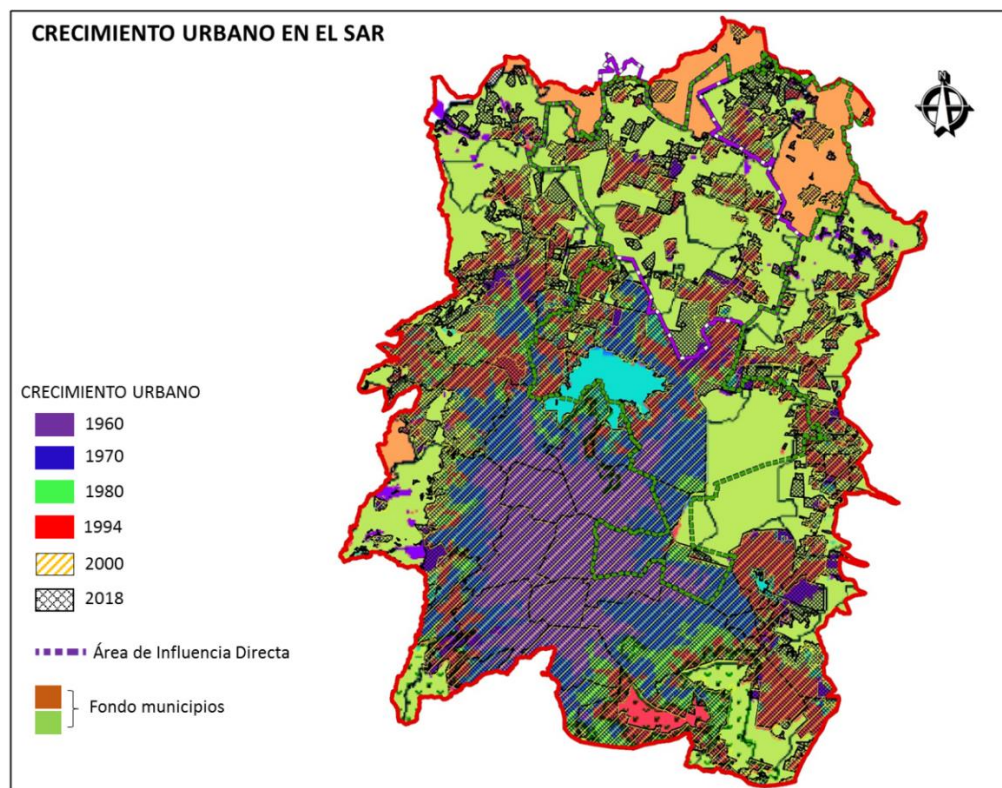 CRECIMIENTO URBANO EN EL SAR
CRECIMIENTO URBANO
1960
1970
1980
1994
2000
2018
Área de Influencia Directa
Fondo municipios